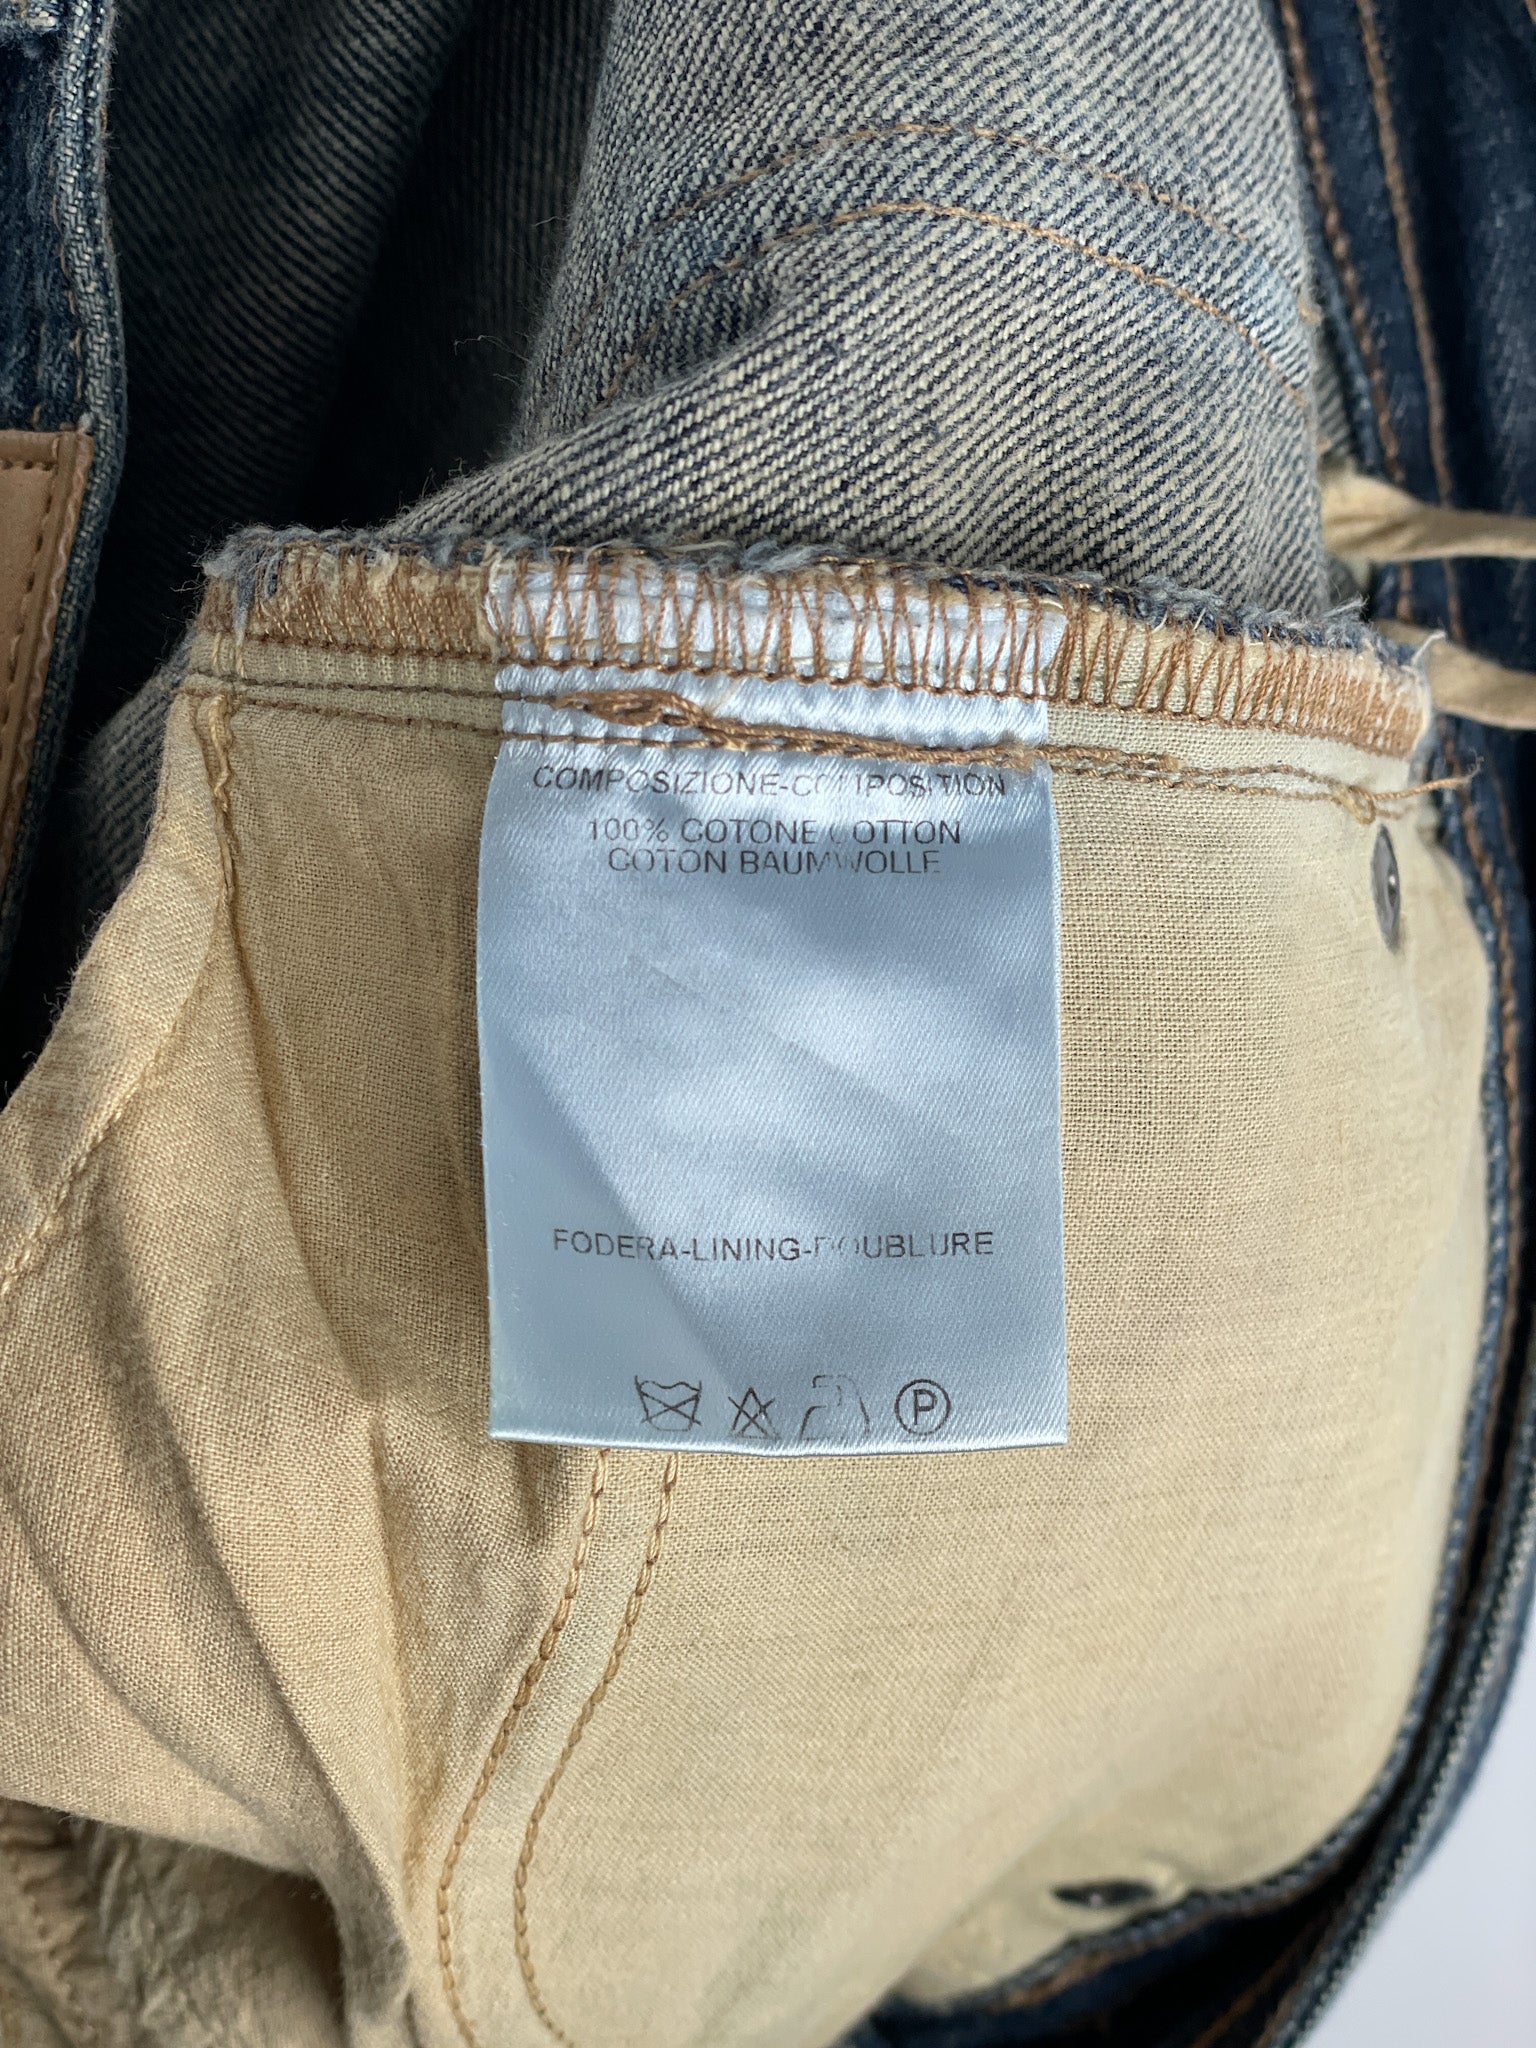 COMPOSIZIONE-COMPOSITION
100% COTONE COTTON
COTON BAUMWOLLE
FODERA-LINING-DOUBLURE
P